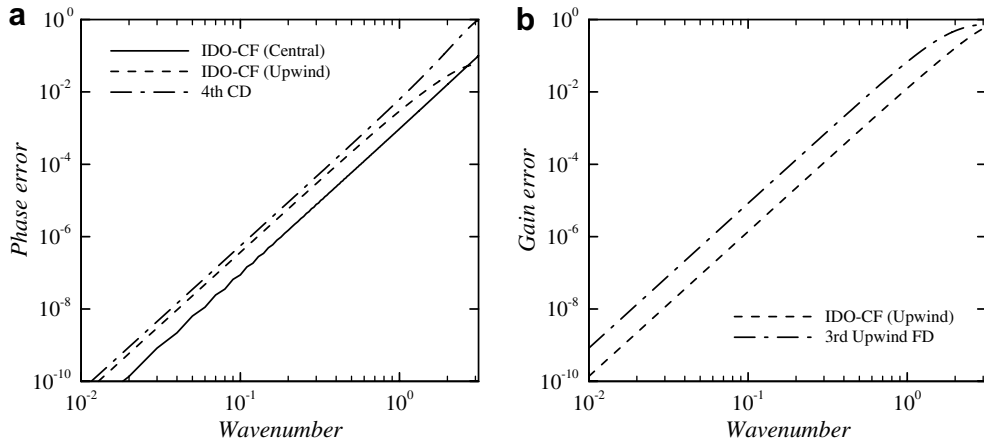 a
10^0
10^-2
10^-4
10^-6
10^-8
10^-10
Phase error
IDO-CF (Central)
IDO-CF (Upwind)
4th CD
10^-2
10^-1
10^0
Wavenumber
b
10^0
10^-2
10^-4
10^-6
10^-8
10^-10
Gain error
IDO-CF (Upwind)
3rd Upwind FD
10^-2
10^-1
10^0
Wavenumber